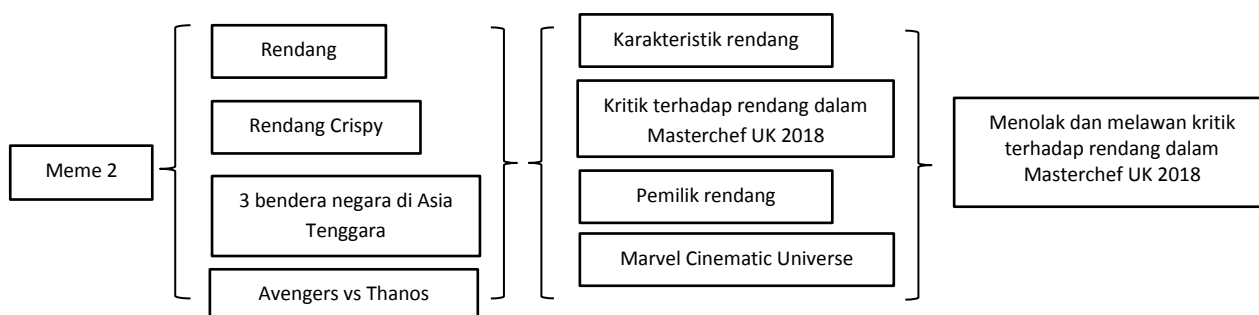 Meme 2
Rendang
Rendang Crispy
3 bendera negara di Asia
Tenggara
Avengers vs Thanos
Karakteristik rendang
Kritik terhadap rendang dalam
Masterchef UK 2018
Pemilik rendang
Marvel Cinematic Universe
Menolak dan melawan kritik
terhadap rendang dalam
Masterchef UK 2018